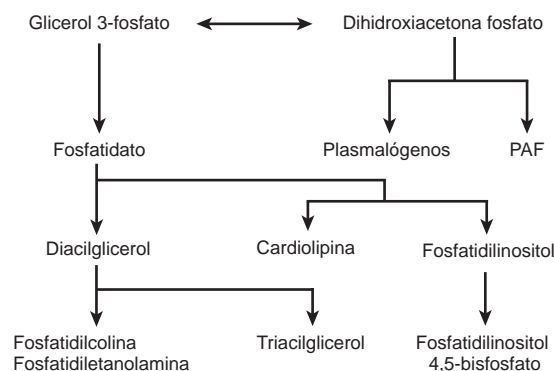 Glicerol 3-fosfato
Dihidroxiacetona fosfato
Fosfatidato
Plasmalógenos
PAF
Diacilglicerol
Cardiolipina
Fosfatidilinositol
Fosfatidilcolina
Fosfatidiletanolamina
Triacilglicerol
Fosfatidilinositol
4,5-bisfosfato